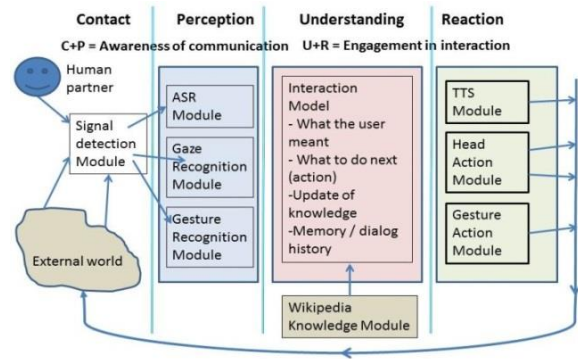 Contact
Perception
Understanding
Reaction
C+P = Awareness of communication
U+R = Engagement in interaction
Human
partner
Signal
detection
Module
External world
ASR
Module
Gaze
Recognition
Module
Gesture
Recognition
Module
Interaction
Model
- What the user
meant
- What to do next
(action)
-Update of
knowledge
-Memory / dialog
history
Wikipedia
Knowledge Module
TTS
Module
Head
Action
Module
Gesture
Action
Module